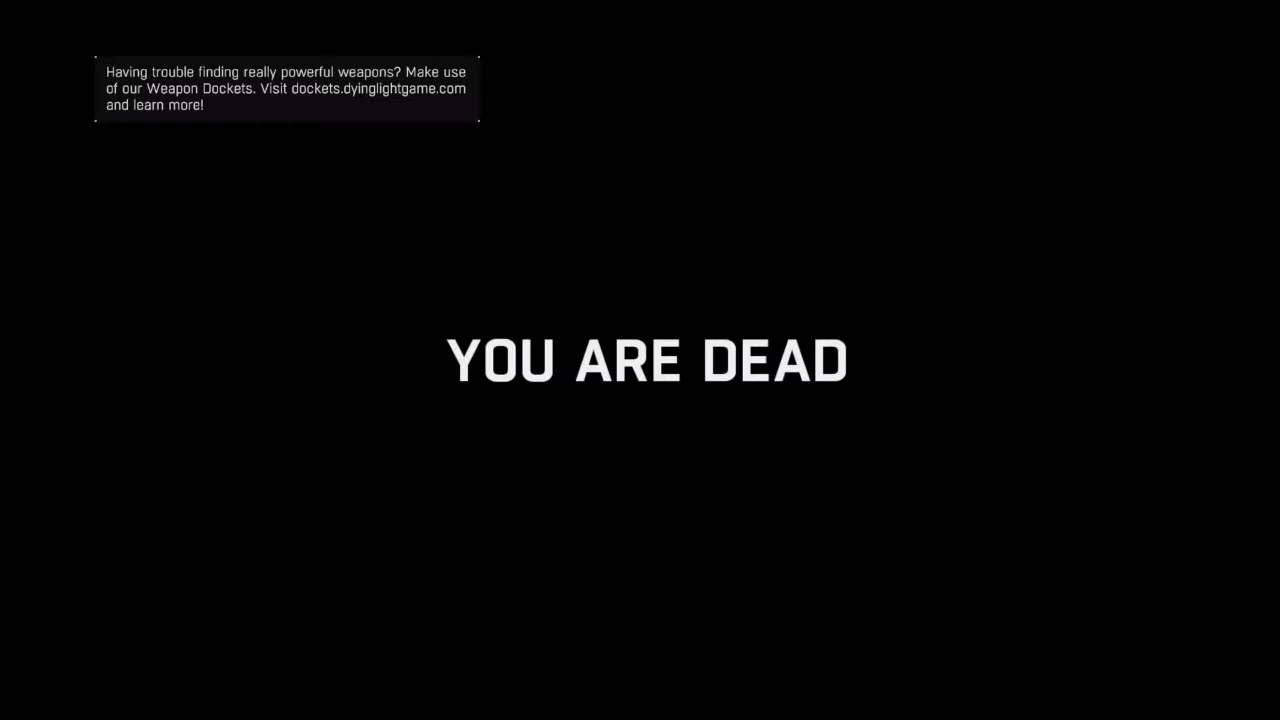 Having trouble finding really powerful weapons? Make use
of our Weapon Dockets. Visit dockets.dyinglightgame.com
and learn more!
YOU ARE DEAD